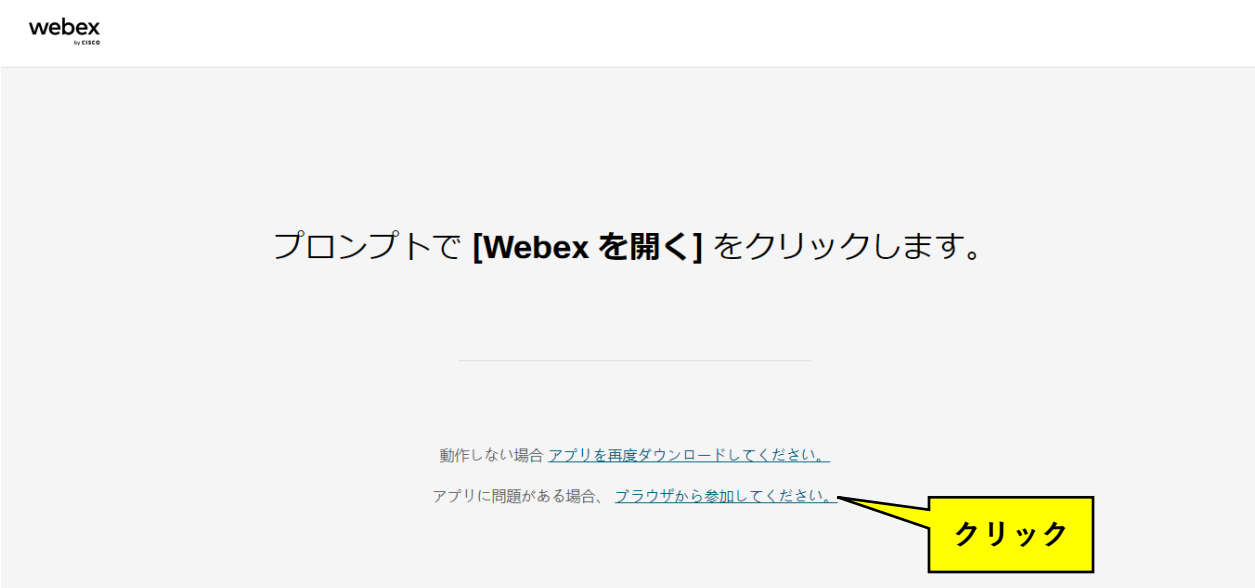 webex
by CISCO
プロンプトで [Webex を開く] をクリックします。
動作しない場合 アプリを再度ダウンロードしてください。
アプリに問題がある場合、 ブラウザから参加してください。
クリック